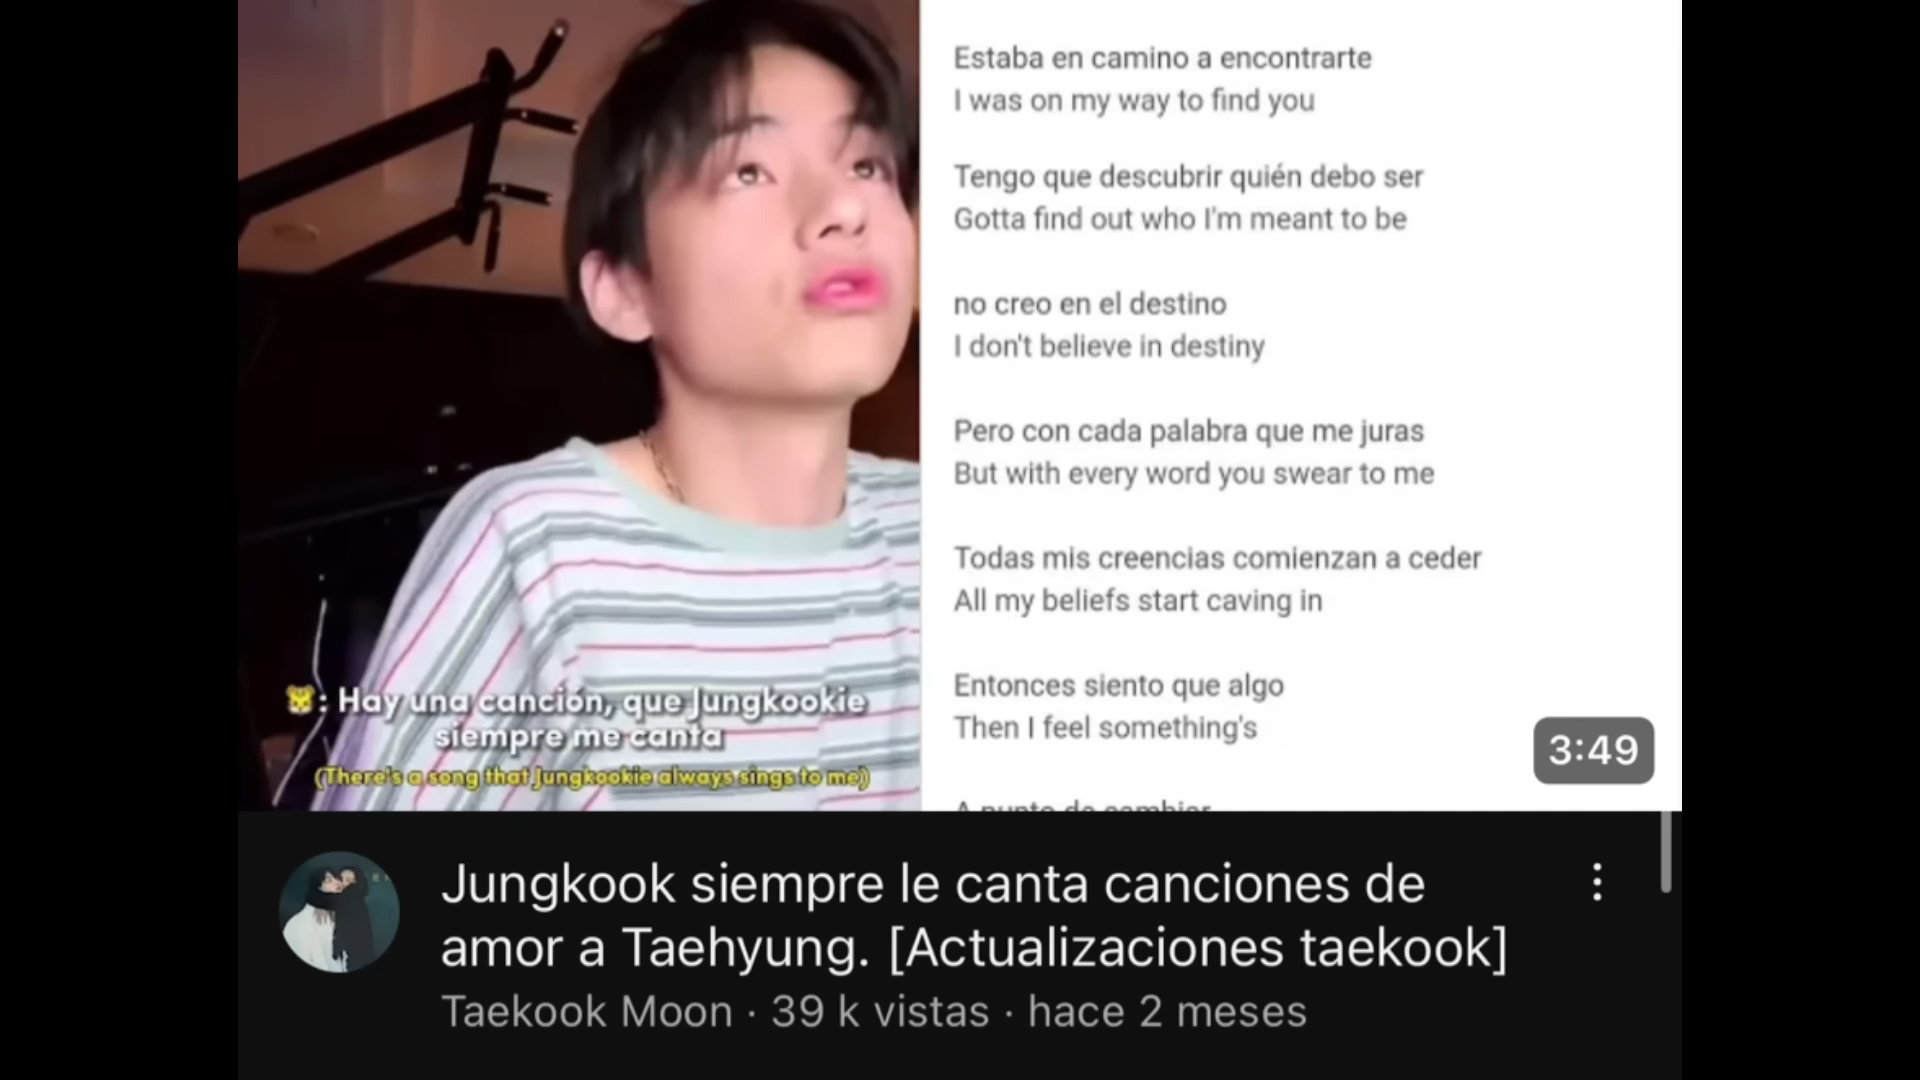 Estaba en camino a encontrarte
I was on my way to find you
Tengo que descubrir quién debo ser
Gotta find out who I'm meant to be
no creo en el destino
I don't believe in destiny
Pero con cada palabra que me juras
But with every word you swear to me
Todas mis creencias comienzan a ceder
All my beliefs start caving in
Entonces siento que algo
Then I feel something's
A punto de cambiar
: Hay una canción, que Jungkookie
siempre me canta
(There's a song that Jungkookie always sings to me)
3:49
Jungkook siempre le canta canciones de
amor a Taehyung. [Actualizaciones taekook]
Taekook Moon · 39 k vistas · hace 2 meses